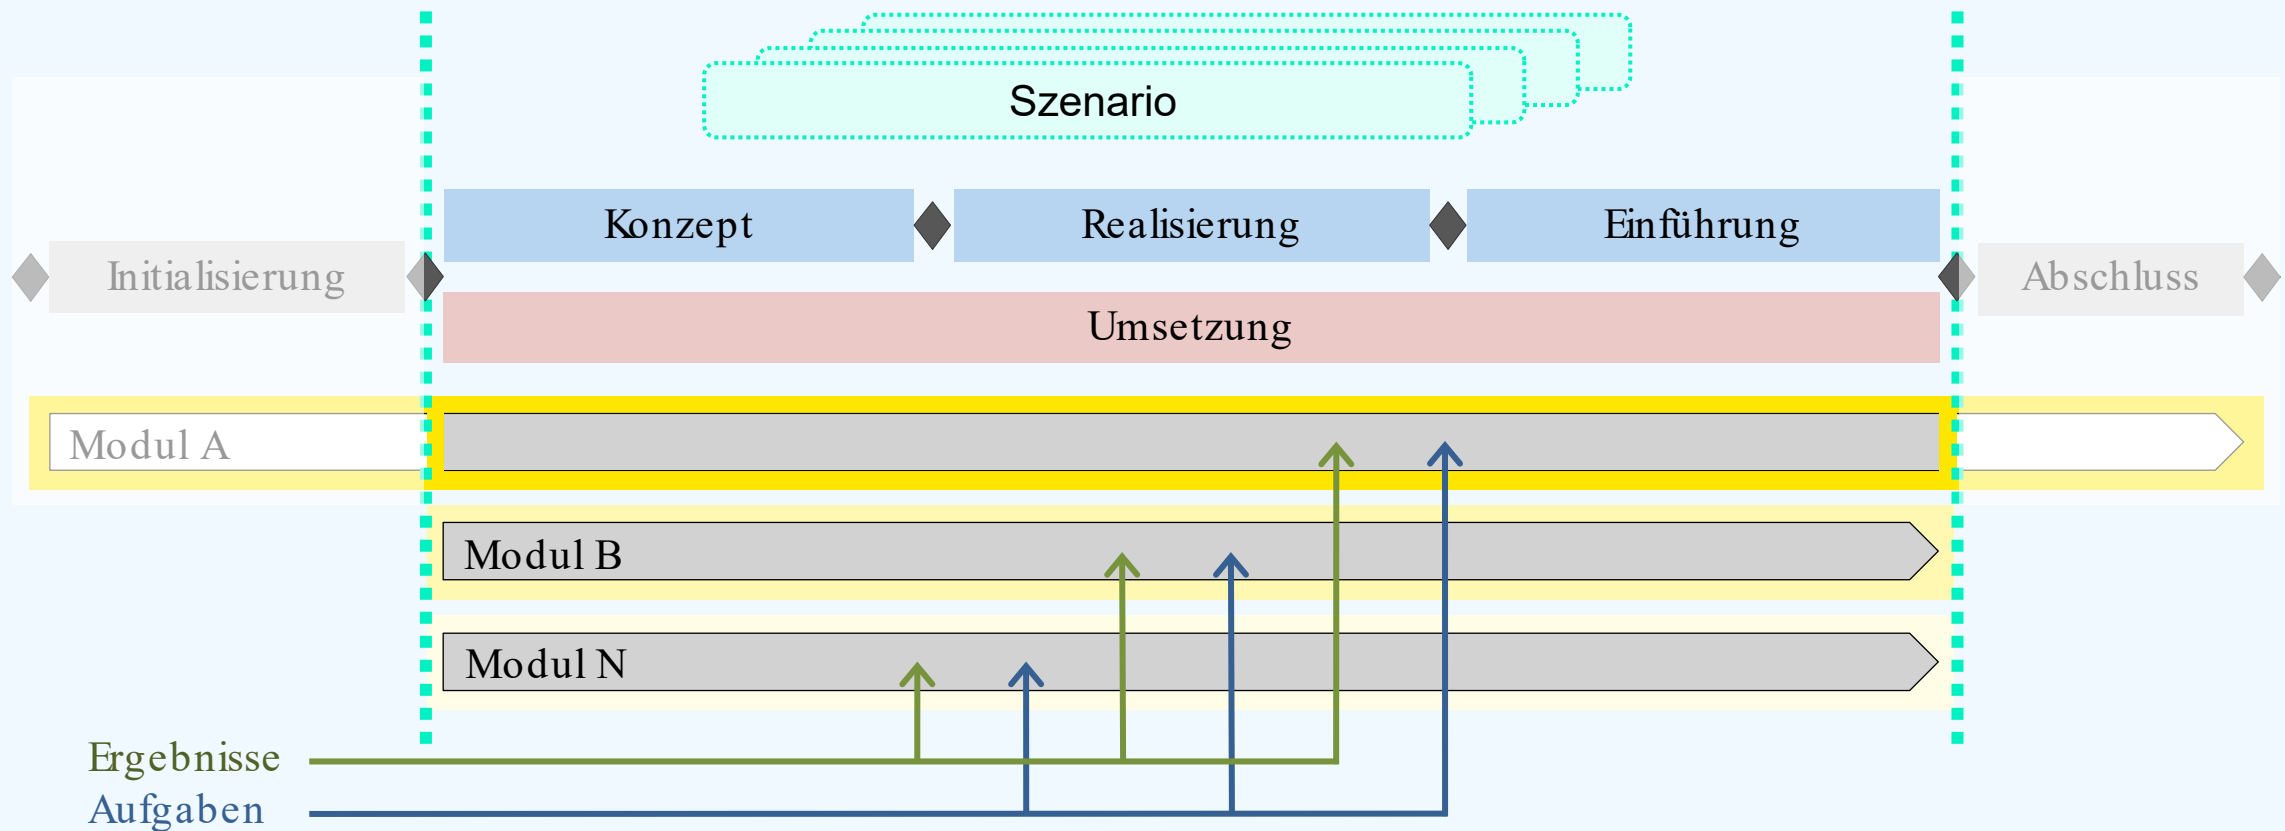 Szenario
Konzept
Realisierung
Einführung
Initialisierung
Abschluss
Umsetzung
Modul A
Modul B
Modul N
Ergebnisse
Aufgaben